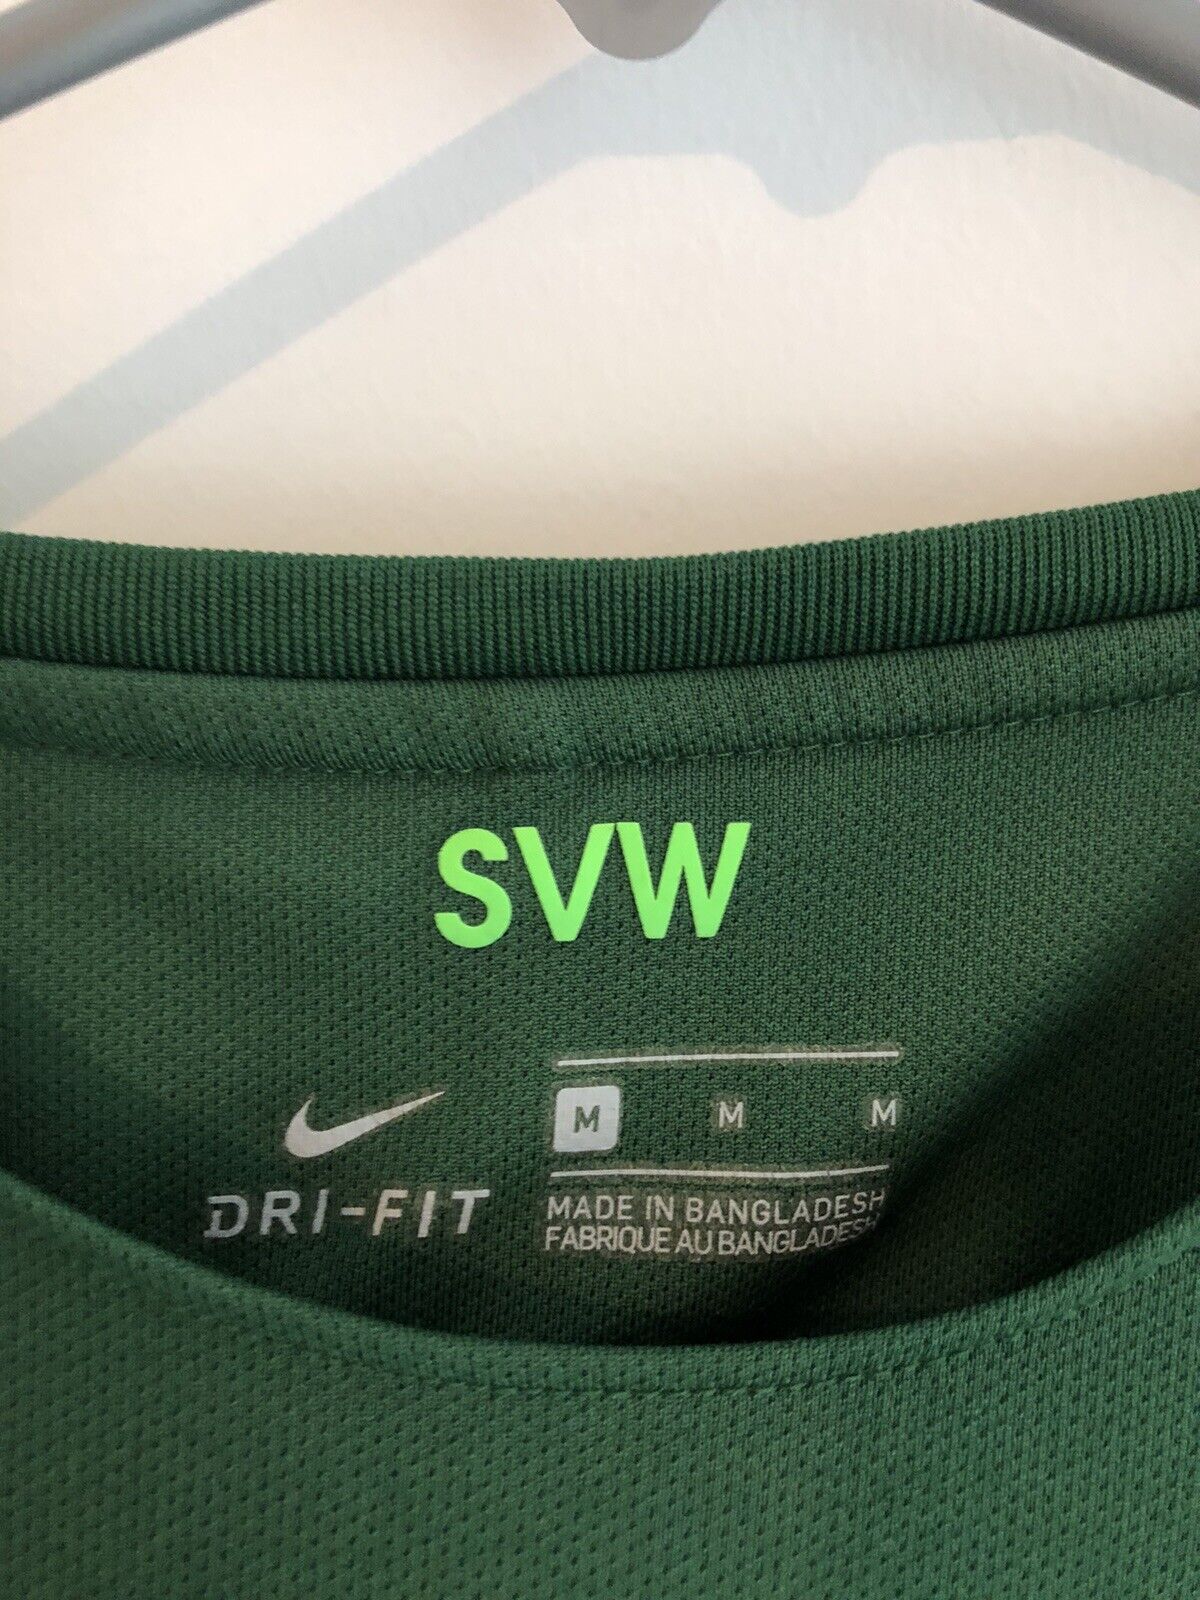 SVW
M M M
DRI-FIT
MADE IN BANGLADESH
FABRIQUE AU BANGLADESH